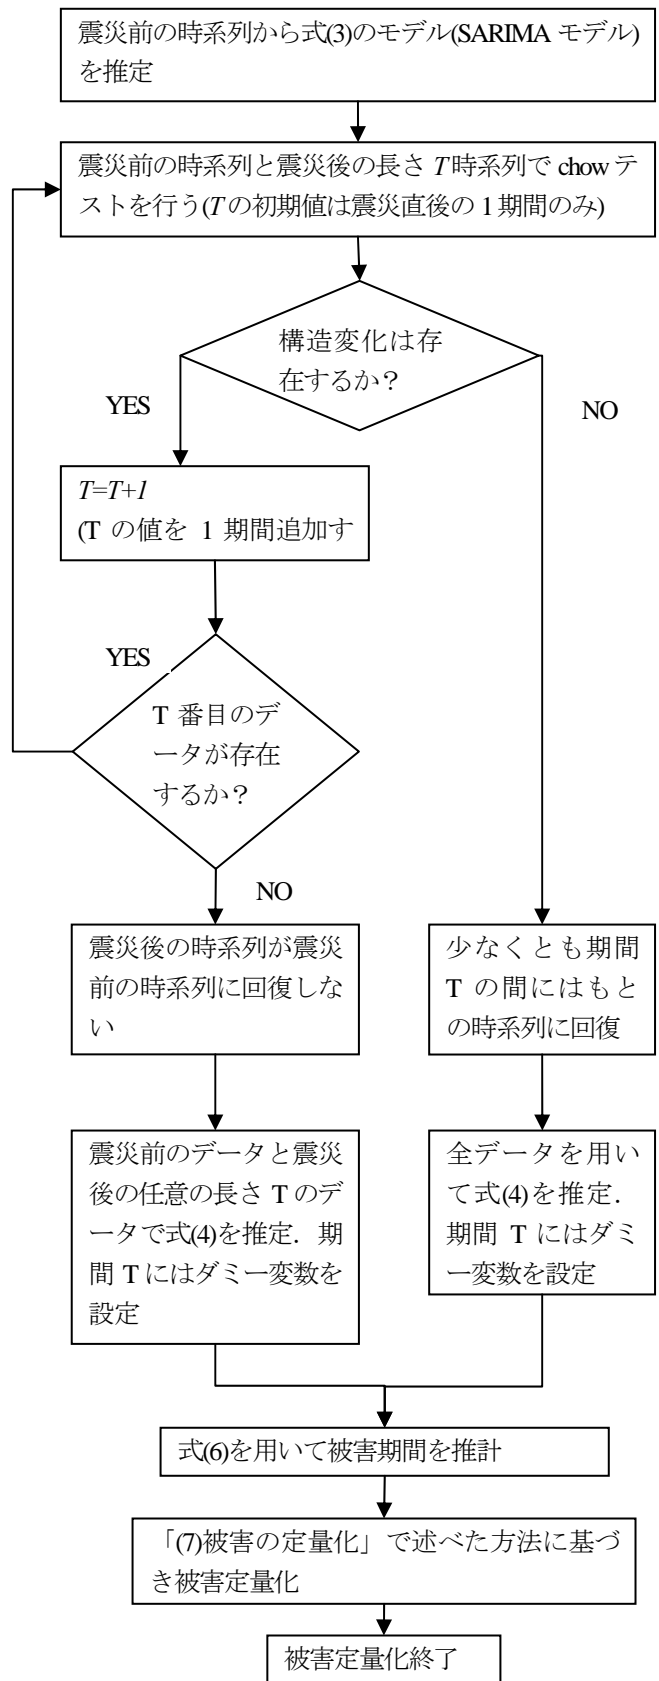 震災前の時系列から式(3)のモデル(SARIMA モデル)
を推定
震災前の時系列と震災後の長さ T 時系列で chow テ
ストを行う(Tの初期値は震災直後の 1 期間のみ)
構造変化は存
在するか？
YES
NO
T=T+1
(T の値を 1 期間追加す
YES
T 番目のデ
ータが存在
するか？
NO
震災後の時系列が震災
前の時系列に回復しな
い
少なくとも期間
T の間にはもと
の時系列に回復
震災前のデータと震災
後の任意の長さ T のデ
ータで式(4)を推定．期
間 T にはダミー変数を
設定
全データを用い
て式(4)を推定．
期間 T にはダミ
ー変数を設定
式(6)を用いて被害期間を推計
「(7)被害の定量化」で述べた方法に基づ
き被害定量化
被害定量化終了